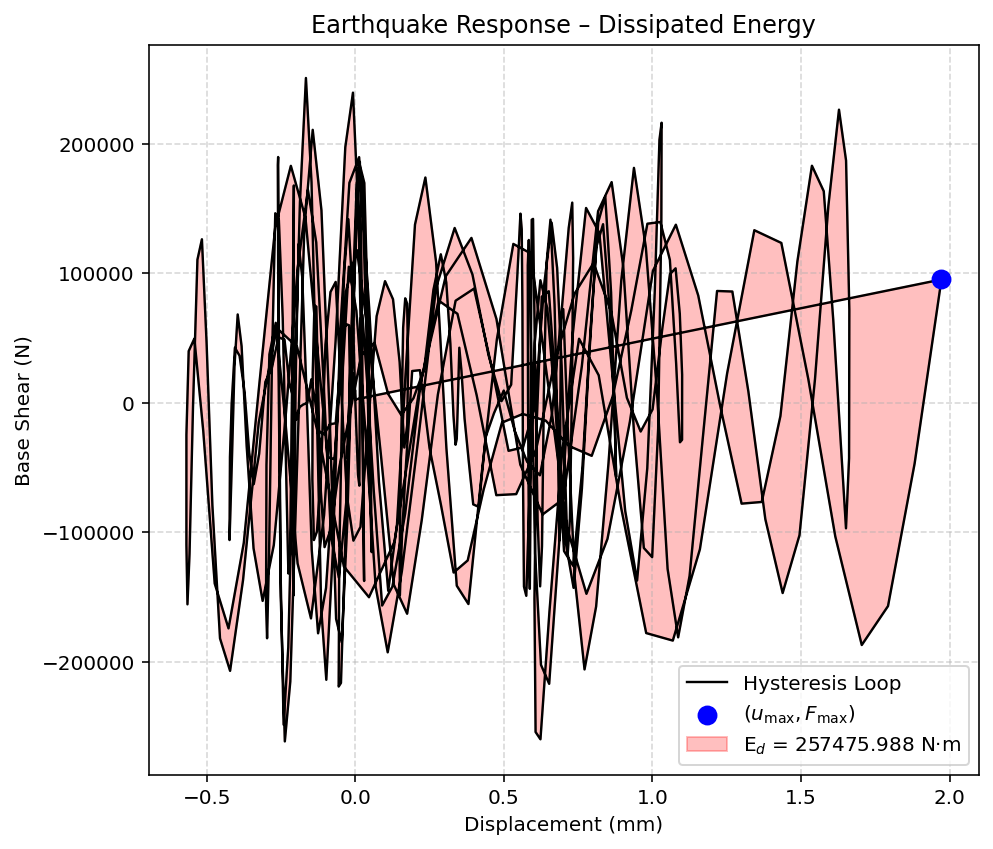 Earthquake Response – Dissipated Energy
200000
100000
0
−100000
−200000
Base Shear (N)
−0.5
0.0
0.5
1.0
1.5
2.0
Displacement (mm)
Hysteresis Loop
(u_max, F_max)
E_d = 257475.988 N·m